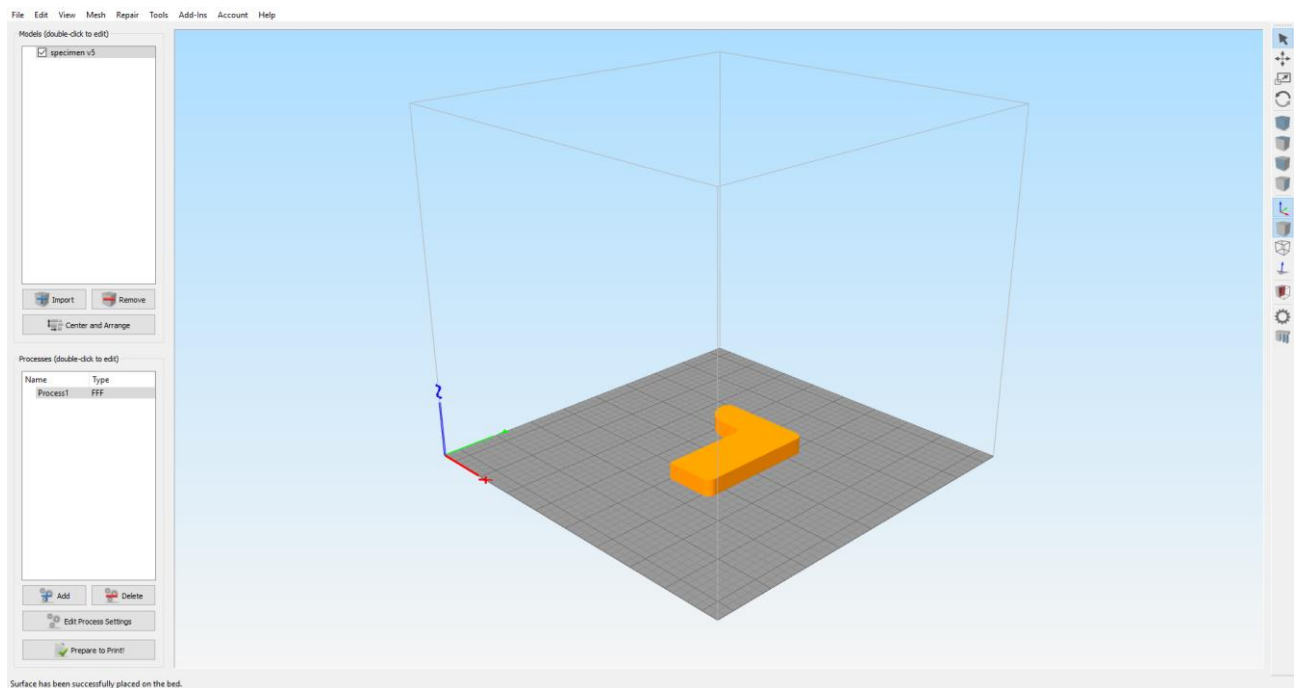 File Edit View Mesh Repair Tools Add-Ins Account Help
Models (double-click to edit)
specimen v5
Import Remove
Center and Arrange
Processes (double-click to edit)
Name Type
Process1 FFF
Add Delete
Edit Process Settings
Prepare to Print!
Surface has been successfully placed on the bed.